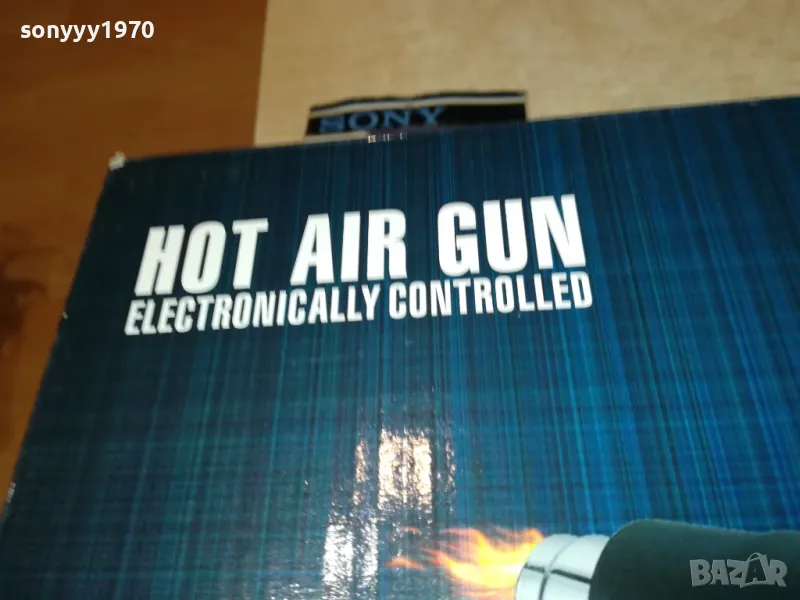 sonyyy1970
SONY
HOT AIR GUN
ELECTRONICALLY CONTROLLED
BAZAR